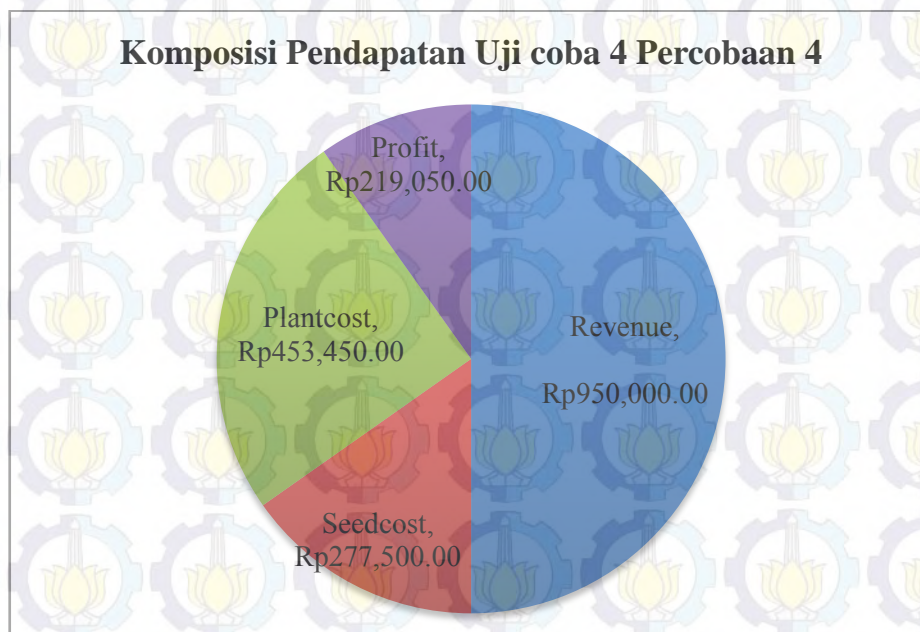 Komposisi Pendapatan Uji coba 4 Percobaan 4
Profit,
Rp219,050.00
Plantcost,
Rp453,450.00
Revenue,
Rp950,000.00
Seedcost,
Rp277,500.00